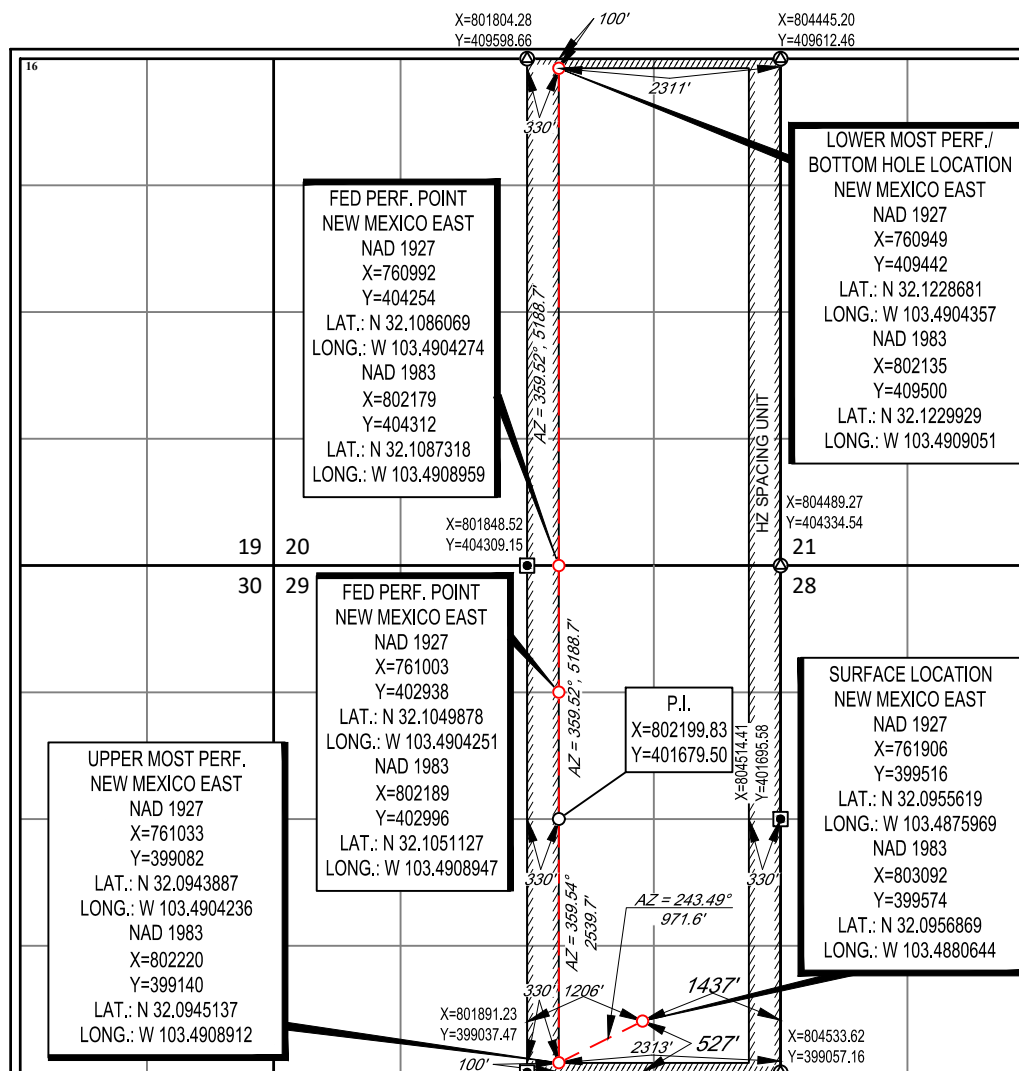 X=801804.28
Y=409598.66
100'
X=804445.20
Y=409612.46
16
2311'
330'
LOWER MOST PERF./
BOTTOM HOLE LOCATION
NEW MEXICO EAST
NAD 1927
X=760949
Y=409442
LAT.: N 32.1228681
LONG.: W 103.4904357
NAD 1983
X=802135
Y=409500
LAT.: N 32.1229929
LONG.: W 103.4909051
FED PERF. POINT
NEW MEXICO EAST
NAD 1927
X=760992
Y=404254
LAT.: N 32.1086069
LONG.: W 103.4904274
NAD 1983
X=802179
Y=404312
LAT.: N 32.1087318
LONG.: W 103.4908959
AZ = 359.52°, 5188.7'
HZ SPACING UNIT
X=801848.52
Y=404309.15
X=804489.27
Y=404334.54
19 20
21
30 29
28
FED PERF. POINT
NEW MEXICO EAST
NAD 1927
X=761003
Y=402938
LAT.: N 32.1049878
LONG.: W 103.4904251
NAD 1983
X=802189
Y=402996
LAT.: N 32.1051127
LONG.: W 103.4908947
AZ = 359.52°, 5188.7'
P.I.
X=802199.83
Y=401679.50
X=804514.41
Y=401695.58
SURFACE LOCATION
NEW MEXICO EAST
NAD 1927
X=761906
Y=399516
LAT.: N 32.0955619
LONG.: W 103.4875969
NAD 1983
X=803092
Y=399574
LAT.: N 32.0956869
LONG.: W 103.4880644
UPPER MOST PERF.
NEW MEXICO EAST
NAD 1927
X=761033
Y=399082
LAT.: N 32.0943887
LONG.: W 103.4904236
NAD 1983
X=802220
Y=399140
LAT.: N 32.0945137
LONG.: W 103.4908912
330'
330'
AZ = 359.54°
2539.7'
AZ = 243.49°
971.6'
330'
1206'
1437'
X=801891.23
Y=399037.47
527'
2313'
X=804533.62
Y=399057.16
100'